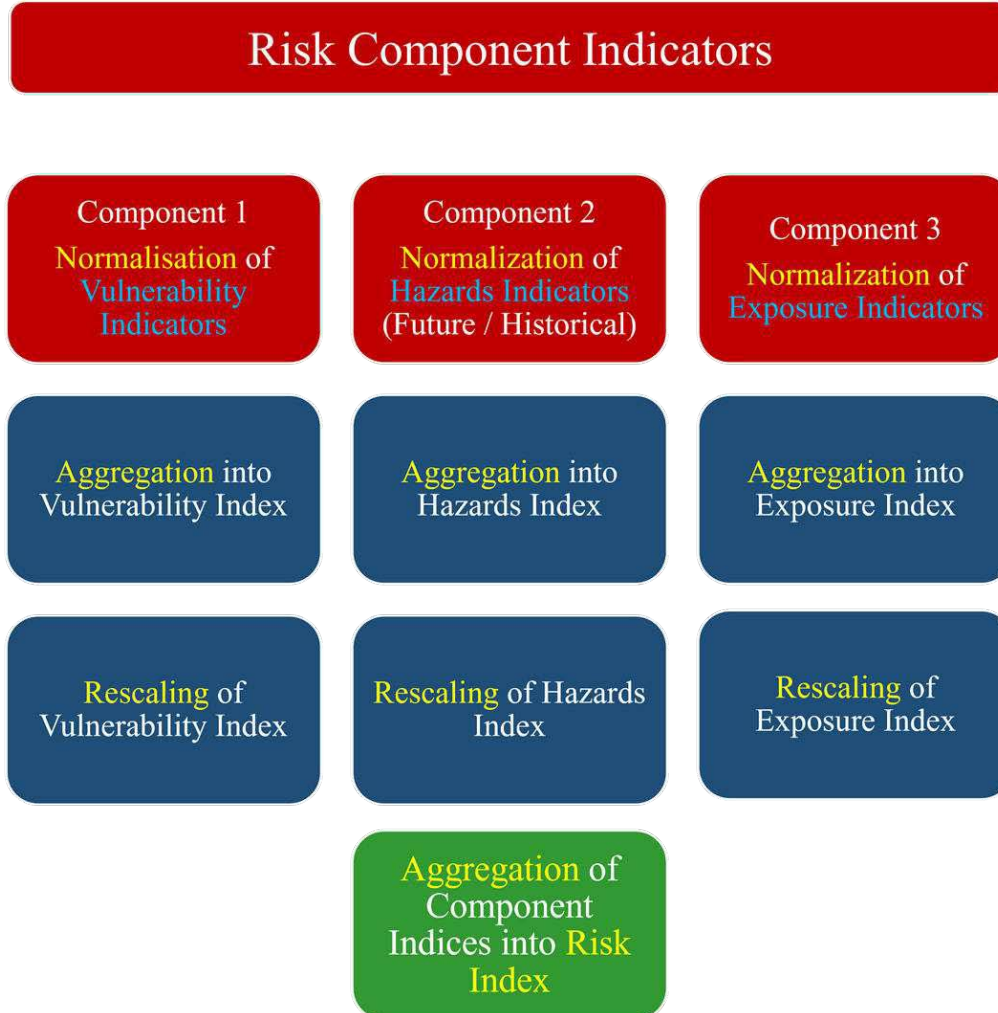 Risk Component Indicators
Component 1
Normalisation of
Vulnerability
Indicators
Component 2
Normalization of
Hazards Indicators
(Future / Historical)
Component 3
Normalization of
Exposure Indicators
Aggregation into
Vulnerability Index
Aggregation into
Hazards Index
Aggregation into
Exposure Index
Rescaling of
Vulnerability Index
Rescaling of Hazards
Index
Rescaling of
Exposure Index
Aggregation of
Component
Indices into Risk
Index